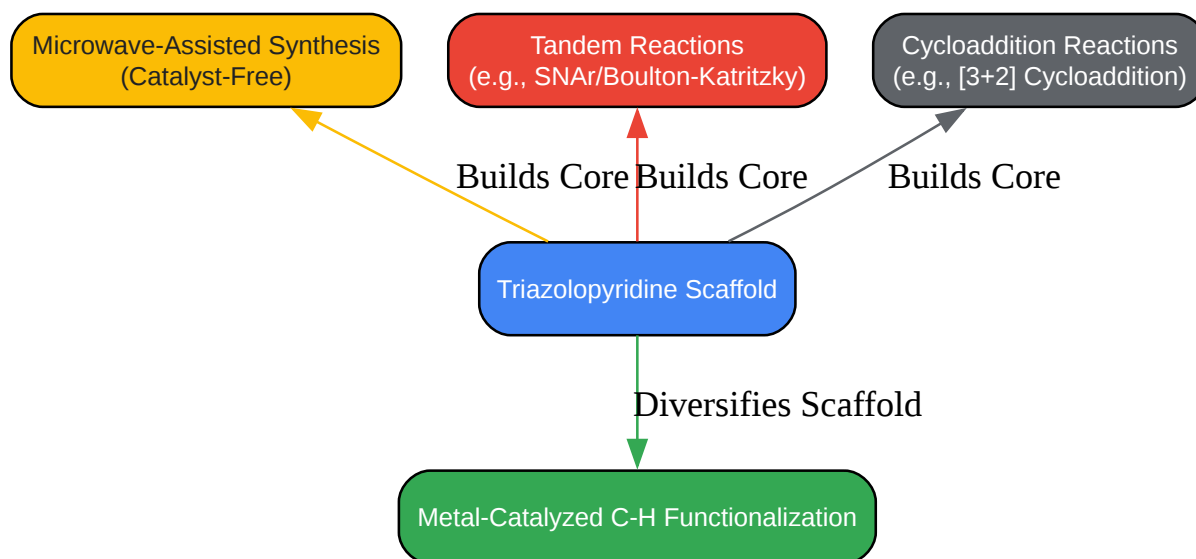 Microwave-Assisted Synthesis
(Catalyst-Free)
Tandem Reactions
(e.g., SNAr/Boulton-Katritzky)
Cycloaddition Reactions
(e.g., [3+2] Cycloaddition)
Builds Core
Builds Core
Builds Core
Triazolopyridine Scaffold
Diversifies Scaffold
Metal-Catalyzed C-H Functionalization